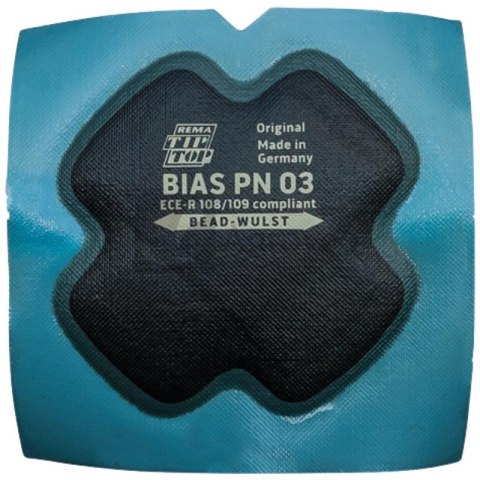 REMA
TIP
TOP
Original
Made in
Germany
BIAS PN 03
ECE-R 108/109 compliant
BEAD-WULST